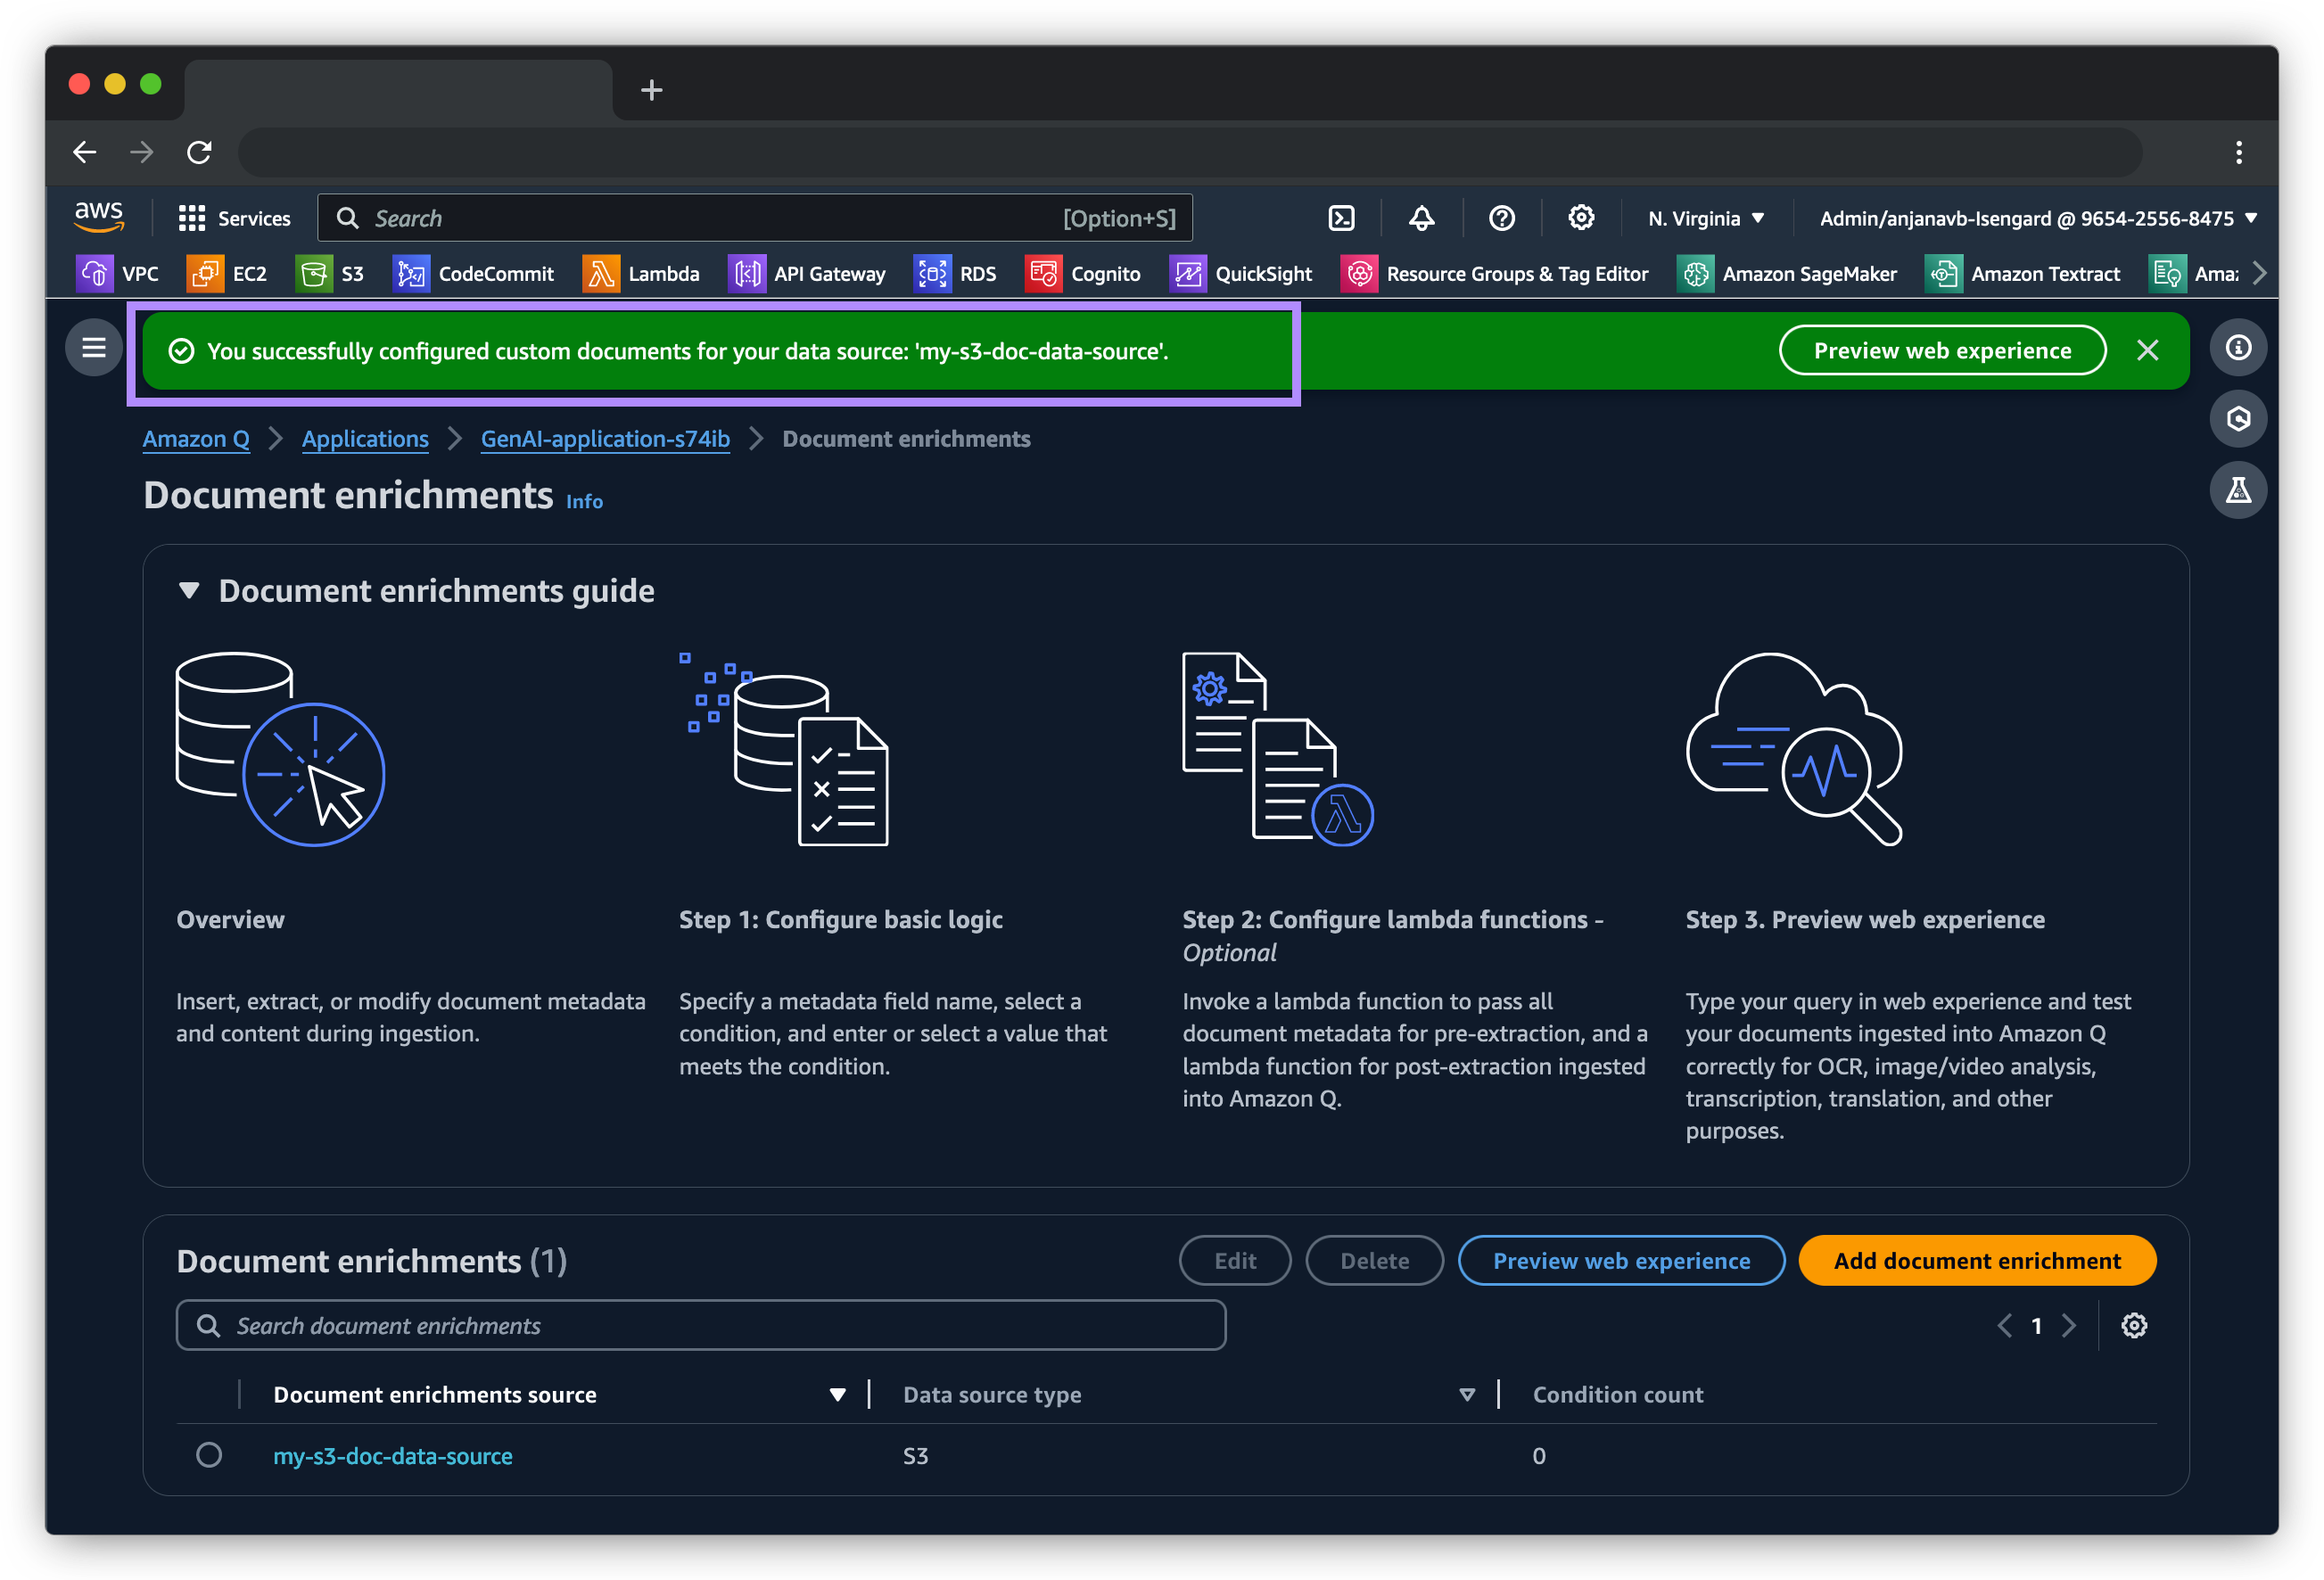 aws Services Search [Option+S] N. Virginia Admin/anjanavb-Isengard @ 9654-2556-8475
VPC EC2 S3 CodeCommit Lambda API Gateway RDS Cognito QuickSight Resource Groups & Tag Editor Amazon SageMaker Amazon Textract
You successfully configured custom documents for your data source: 'my-s3-doc-data-source'. Preview web experience
Amazon Q Applications GenAI-application-s74ib Document enrichments
Document enrichments Info
Document enrichments guide
Overview
Insert, extract, or modify document metadata
and content during ingestion.
Step 1: Configure basic logic
Specify a metadata field name, select a
condition, and enter or select a value that
meets the condition.
Step 2: Configure lambda functions -
Optional
Invoke a lambda function to pass all
document metadata for pre-extraction, and a
lambda function for post-extraction ingested
into Amazon Q.
Step 3. Preview web experience
Type your query in web experience and test
your documents ingested into Amazon Q
correctly for OCR, image/video analysis,
transcription, translation, and other
purposes.
Document enrichments (1) Edit Delete Preview web experience Add document enrichment
Search document enrichments 1
Document enrichments source Data source type Condition count
my-s3-doc-data-source S3 0